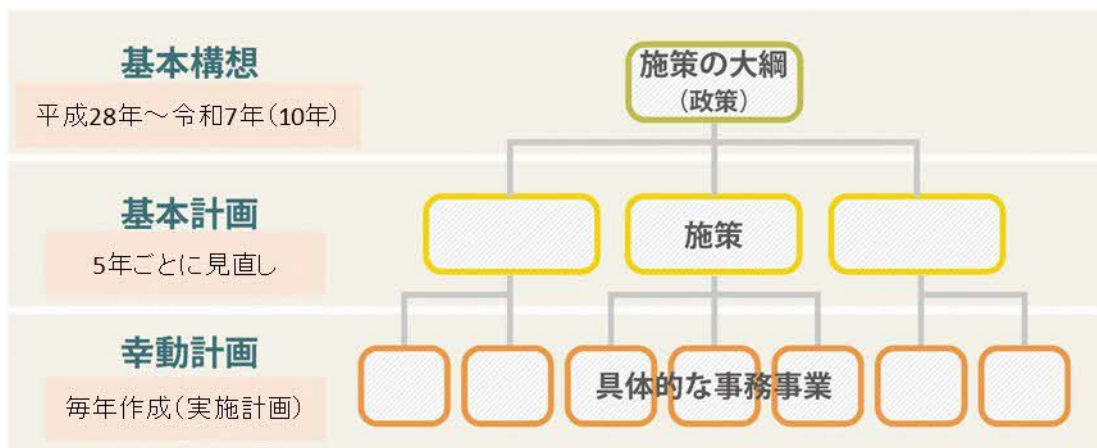 基本構想
平成28年～令和7年(10年)
施策の大綱
(政策)
基本計画
5年ごとに見直し
施策
幸動計画
毎年作成(実施計画)
具体的な事務事業